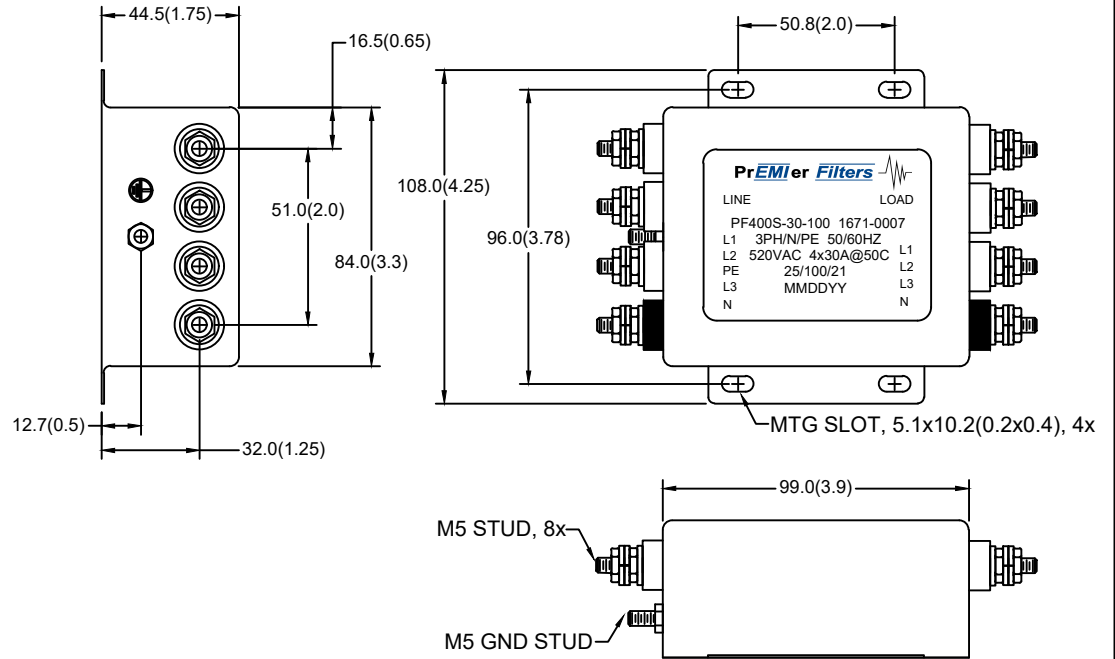 44.5(1.75)
16.5(0.65)
51.0(2.0)
84.0(3.3)
12.7(0.5)
32.0(1.25)
50.8(2.0)
108.0(4.25)
96.0(3.78)
PrEMIer Filters
LINE LOAD
PF400S-30-100 1671-0007
L1 3PH/N/PE 50/60HZ
L2 520VAC 4x30A@50C L1
PE 25/100/21 L2
L3 MMDDYY L3
N N
MTG SLOT, 5.1x10.2(0.2x0.4), 4x
99.0(3.9)
M5 STUD, 8x
M5 GND STUD